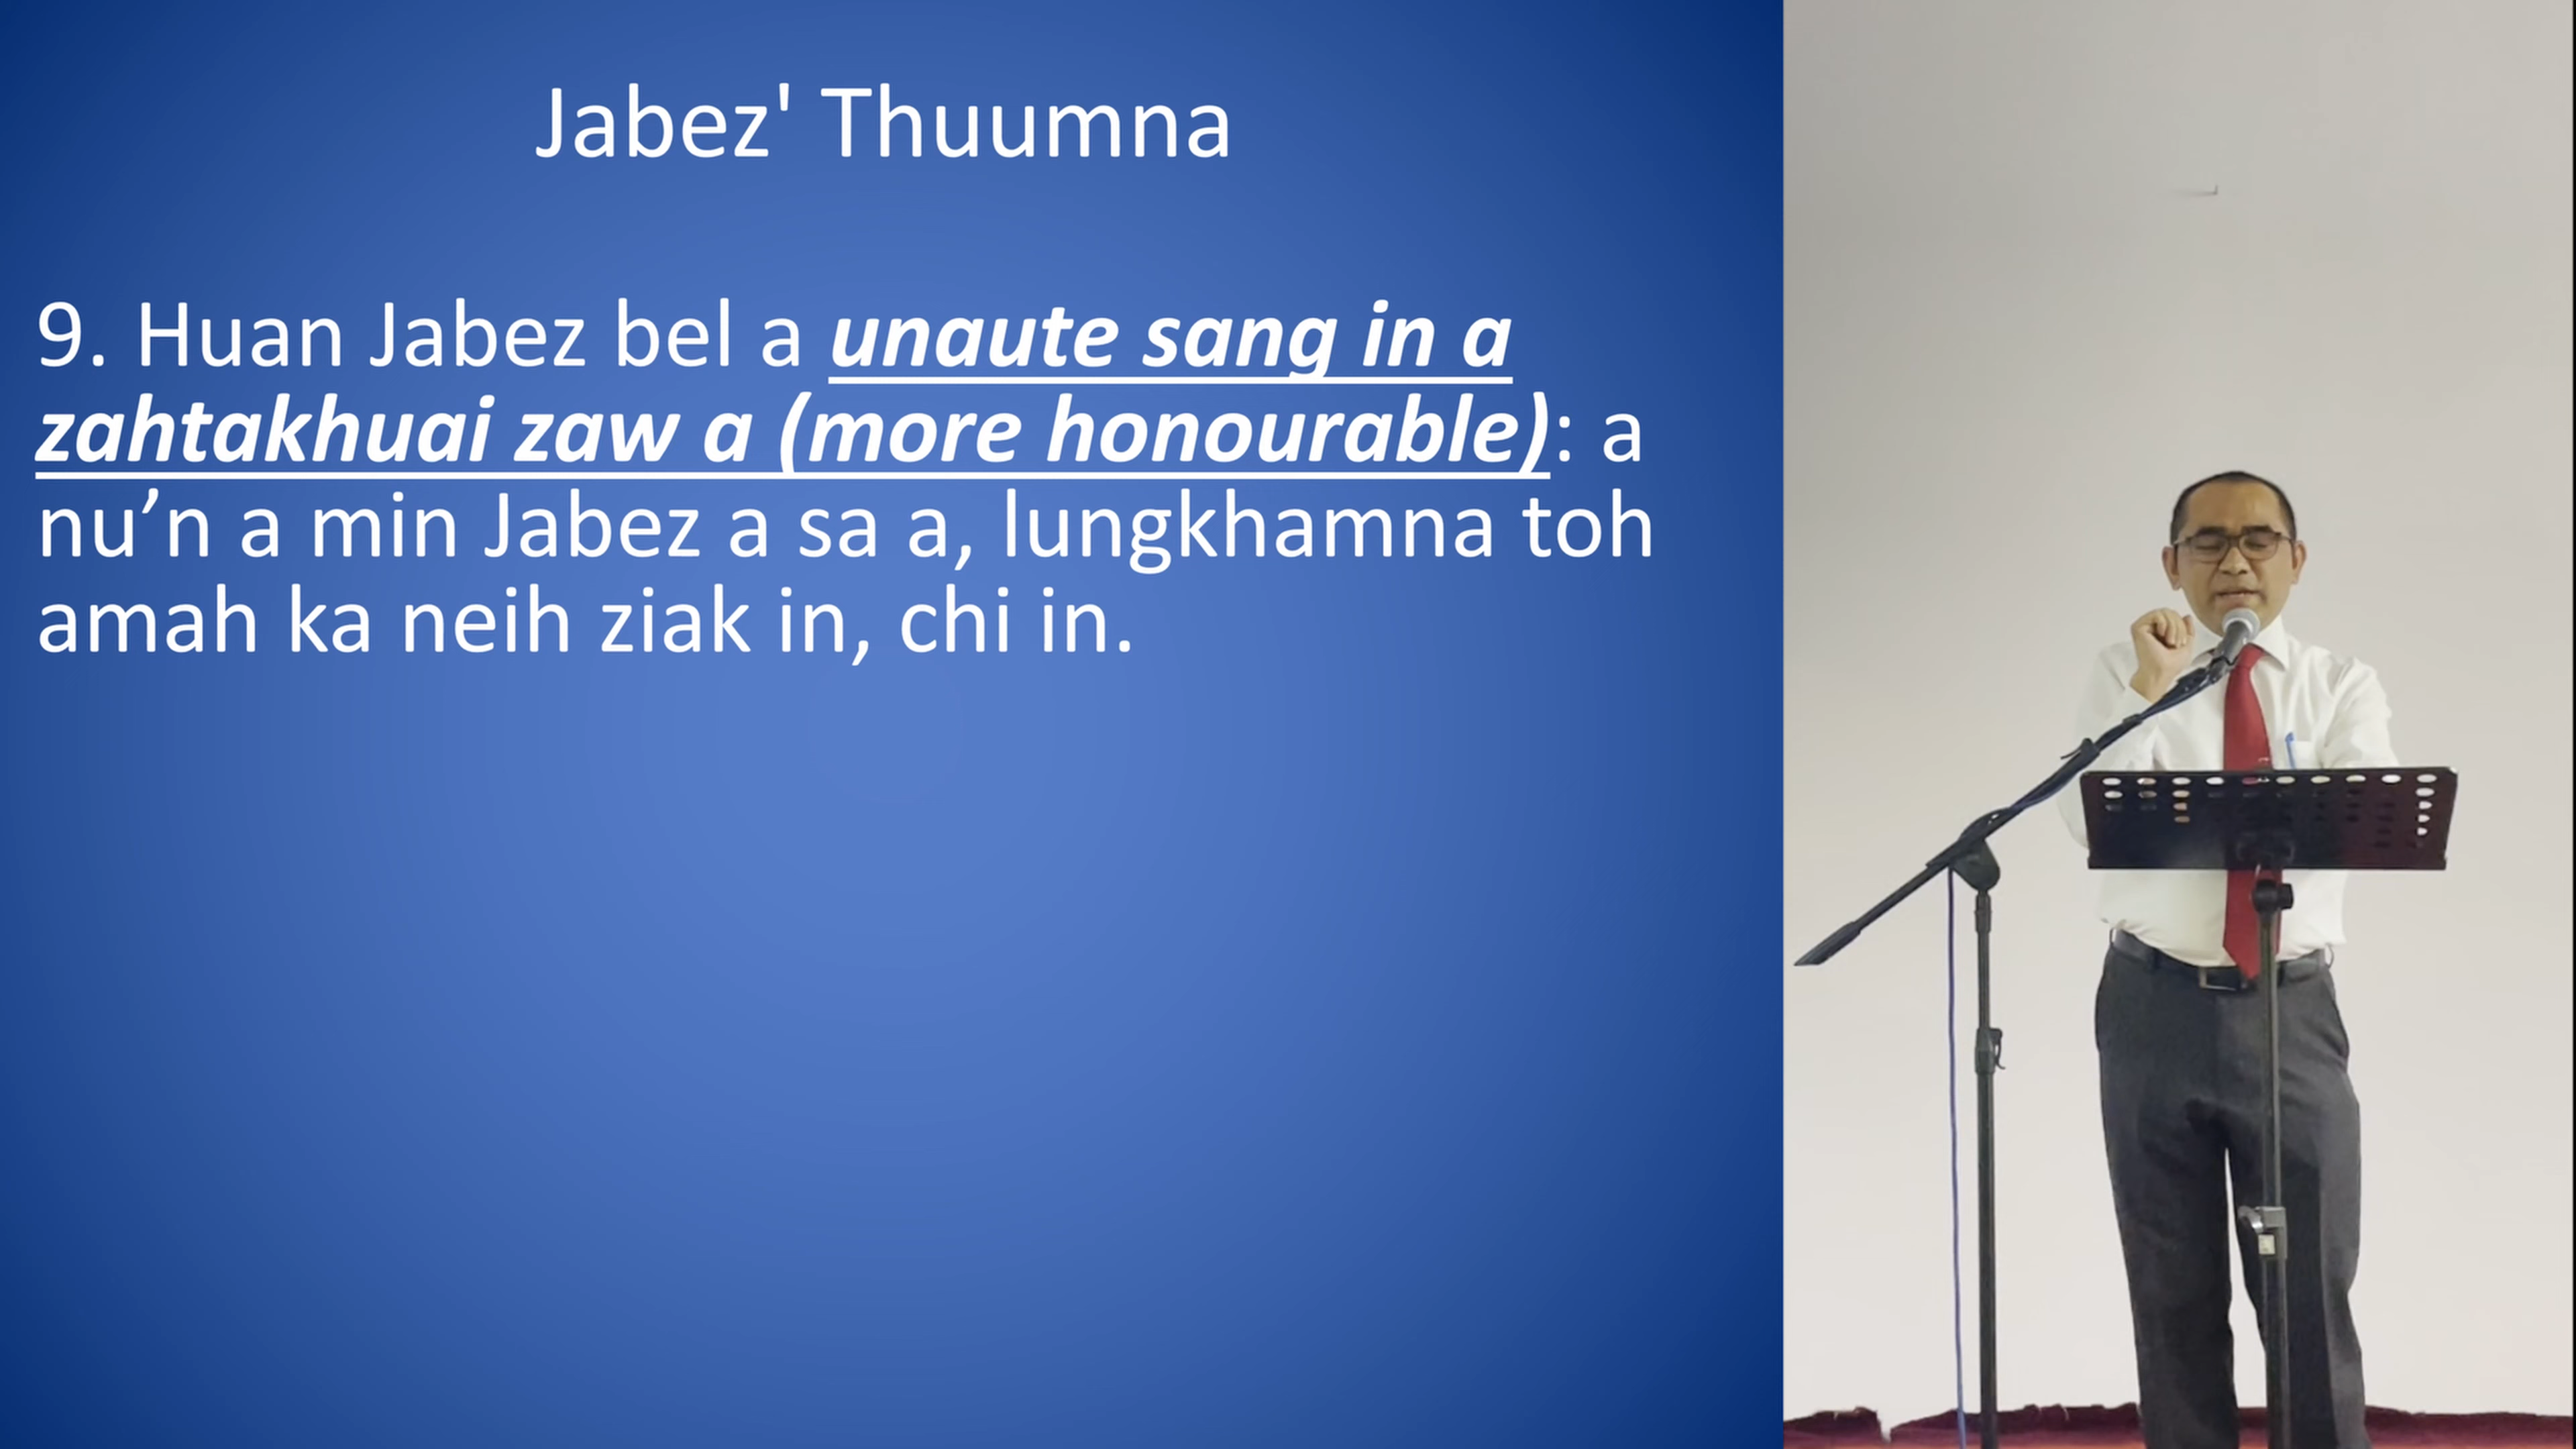 Jabez' Thuumna
9. Huan Jabez bel a unaute sang in a
zahtakhuai zaw a (more honourable): a
nu’n a min Jabez a sa a, lungkhamna toh
amah ka neih ziak in, chi in.